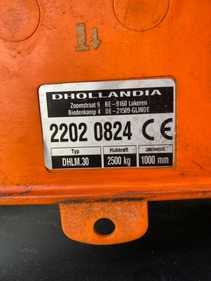 DHOLLANDIA
Zoomstraat 9 BE-9160 Lokeren
Biedenkamp 4 DE-21509-GLINDE
2202 0824 CE
Typ Hubkraft
DHLM.30 2500 kg 1000 mm